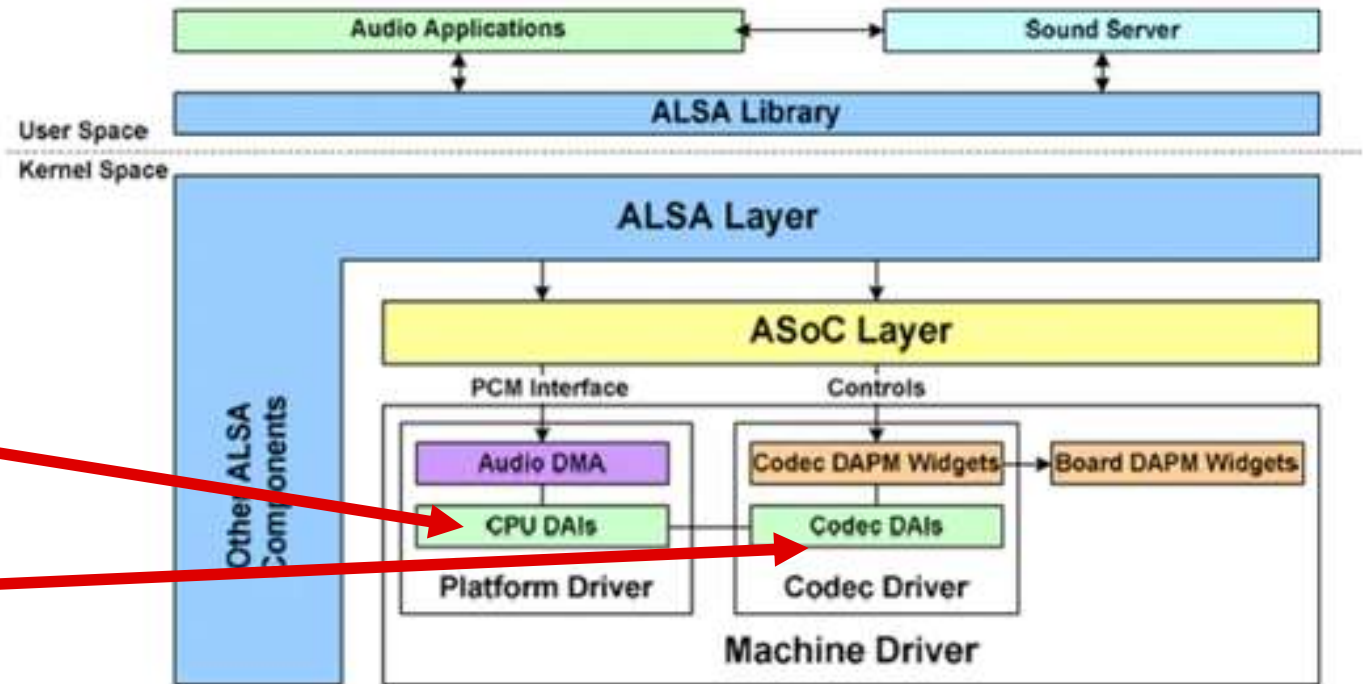 Audio Applications
Sound Server
ALSA Library
User Space
Kernel Space
ALSA Layer
ASoC Layer
PCM Interface
Controls
Other ALSA
Components
Audio DMA
Codec DAPM Widgets
Board DAPM Widgets
CPU DAIs
Codec DAIs
Platform Driver
Codec Driver
Machine Driver